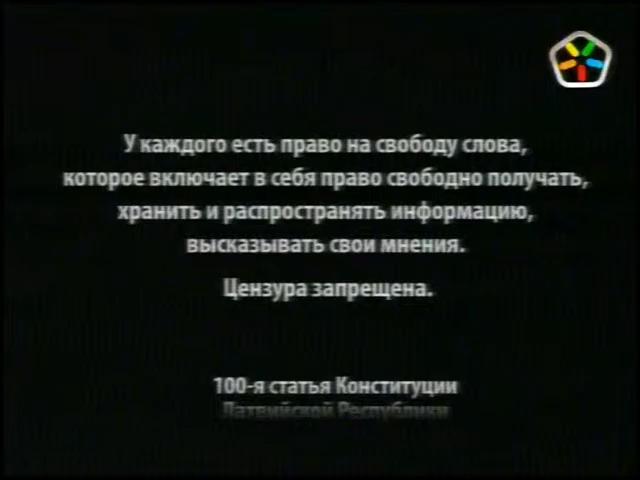 У каждого есть право на свободу слова,
которое включает в себя право свободно получать,
хранить и распространять информацию,
высказывать свои мнения.
Цензура запрещена.
100-я статья Конституции
Латвийской Республики